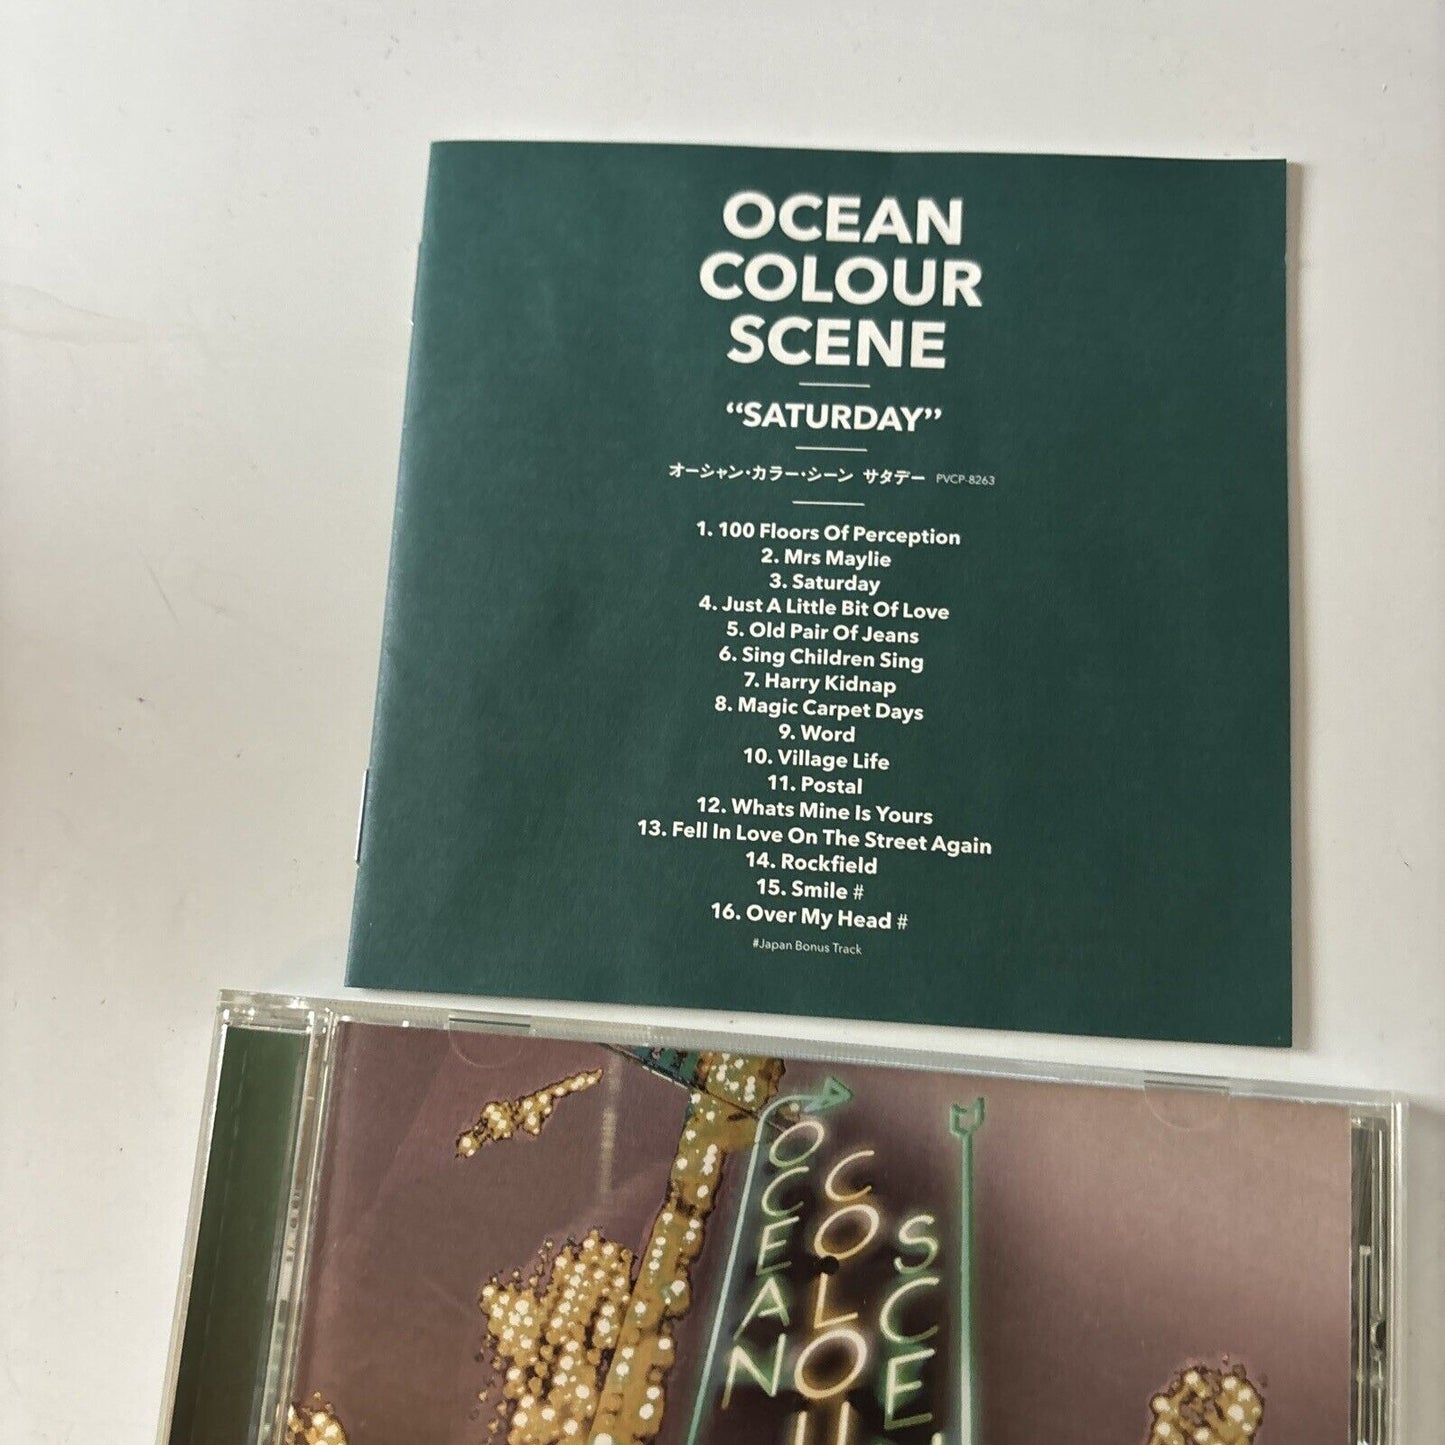 OCEAN
COLOUR
SCENE
“SATURDAY”
オーシャン・カラー・シーン サタデー PVCP-8263
1. 100 Floors Of Perception
2. Mrs Maylie
3. Saturday
4. Just A Little Bit Of Love
5. Old Pair Of Jeans
6. Sing Children Sing
7. Harry Kidnap
8. Magic Carpet Days
9. Word
10. Village Life
11. Postal
12. Whats Mine Is Yours
13. Fell In Love On The Street Again
14. Rockfield
15. Smile #
16. Over My Head #
#Japan Bonus Track
OCEAN
COLOU
SCE